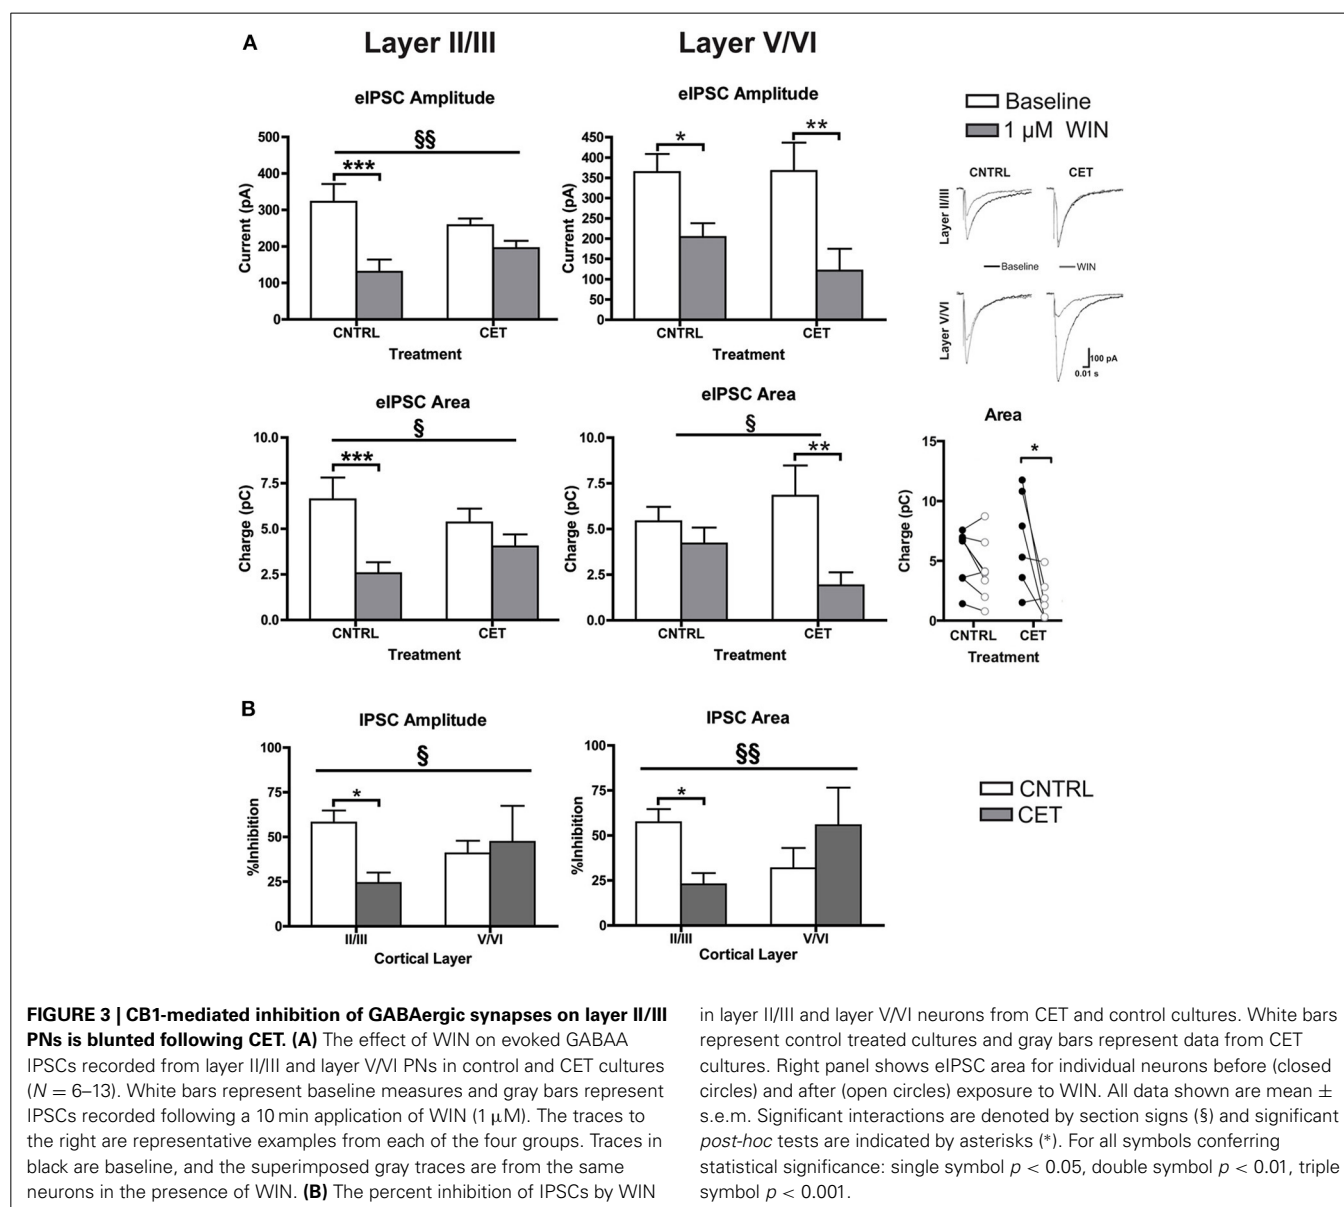 A
Layer II/III
Layer V/VI
eIPSC Amplitude
500
400
300
200
100
0
Current (pA)
§§
***
CNTRL
CET
Treatment
eIPSC Amplitude
450
400
350
300
250
200
150
100
50
0
Current (pA)
*
**
CNTRL
CET
Treatment
Baseline
1 µM WIN
CNTRL
CET
Layer II/III
Baseline
WIN
Layer V/VI
100 pA
0.01 s
eIPSC Area
10.0
7.5
5.0
2.5
0.0
Charge (pC)
§
***
CNTRL
CET
Treatment
eIPSC Area
10.0
7.5
5.0
2.5
0.0
Charge (pC)
§
**
CNTRL
CET
Treatment
Area
15
10
5
0
Charge (pC)
*
CNTRL
CET
Treatment
B
IPSC Amplitude
100
75
50
25
0
%Inhibition
§
*
II/III
V/VI
Cortical Layer
IPSC Area
100
75
50
25
0
%Inhibition
§§
*
II/III
V/VI
Cortical Layer
CNTRL
CET
FIGURE 3 | CB1-mediated inhibition of GABAergic synapses on layer II/III
PNs is blunted following CET. (A) The effect of WIN on evoked GABAA
IPSCs recorded from layer II/III and layer V/VI PNs in control and CET cultures
(N = 6–13). White bars represent baseline measures and gray bars represent
IPSCs recorded following a 10 min application of WIN (1 µM). The traces to
the right are representative examples from each of the four groups. Traces in
black are baseline, and the superimposed gray traces are from the same
neurons in the presence of WIN. (B) The percent inhibition of IPSCs by WIN
in layer II/III and layer V/VI neurons from CET and control cultures. White bars
represent control treated cultures and gray bars represent data from CET
cultures. Right panel shows eIPSC area for individual neurons before (closed
circles) and after (open circles) exposure to WIN. All data shown are mean ±
s.e.m. Significant interactions are denoted by section signs (§) and significant
post-hoc tests are indicated by asterisks (*). For all symbols conferring
statistical significance: single symbol p < 0.05, double symbol p < 0.01, triple
symbol p < 0.001.